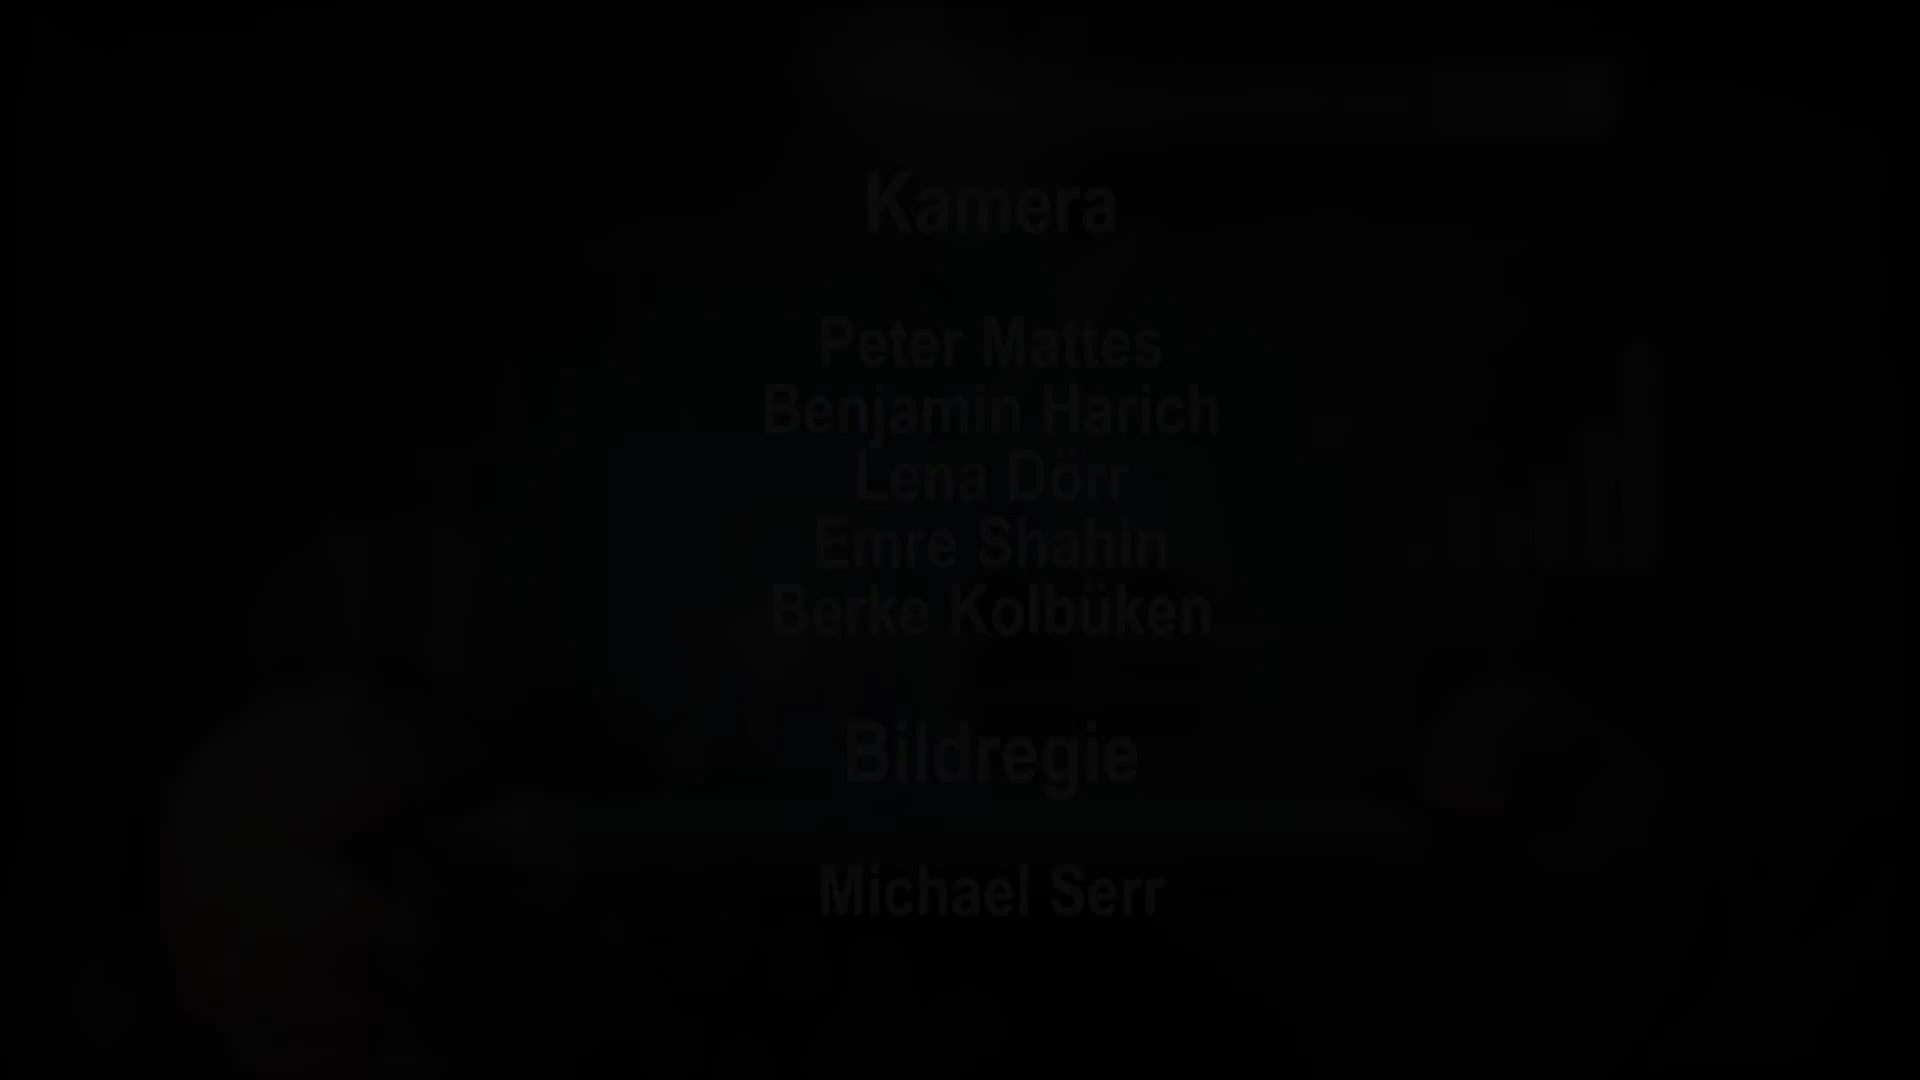 Kamera
Peter Mattes
Benjamin Harich
Lena Dörr
Emre Shahin
Berke Kolbüken
Bildregie
Michael Serr